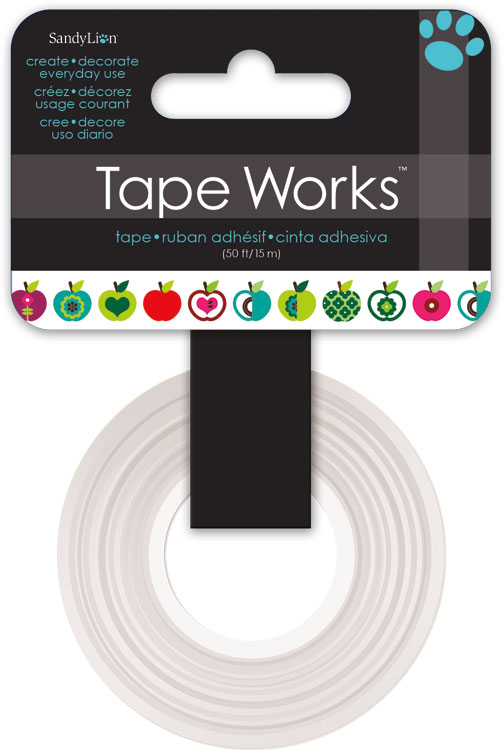 SandyLion
create•decorate
everyday use
créez•décorez
usage courant
cree•decore
uso diario
Tape Works™
tape•ruban adhésif•cinta adhesiva
(50 ft/15 m)